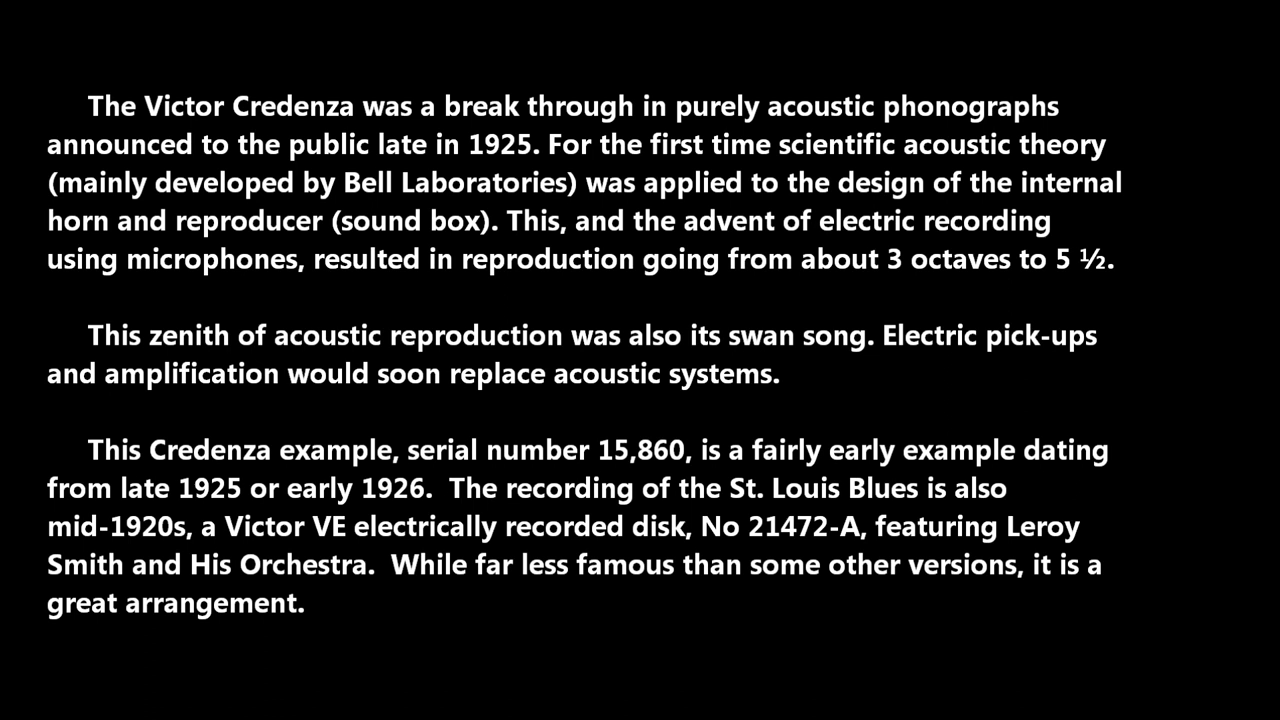 The Victor Credenza was a break through in purely acoustic phonographs
announced to the public late in 1925. For the first time scientific acoustic theory
(mainly developed by Bell Laboratories) was applied to the design of the internal
horn and reproducer (sound box). This, and the advent of electric recording
using microphones, resulted in reproduction going from about 3 octaves to 5 ½.
This zenith of acoustic reproduction was also its swan song. Electric pick-ups
and amplification would soon replace acoustic systems.
This Credenza example, serial number 15,860, is a fairly early example dating
from late 1925 or early 1926.  The recording of the St. Louis Blues is also
mid-1920s, a Victor VE electrically recorded disk, No 21472-A, featuring Leroy
Smith and His Orchestra.  While far less famous than some other versions, it is a
great arrangement.